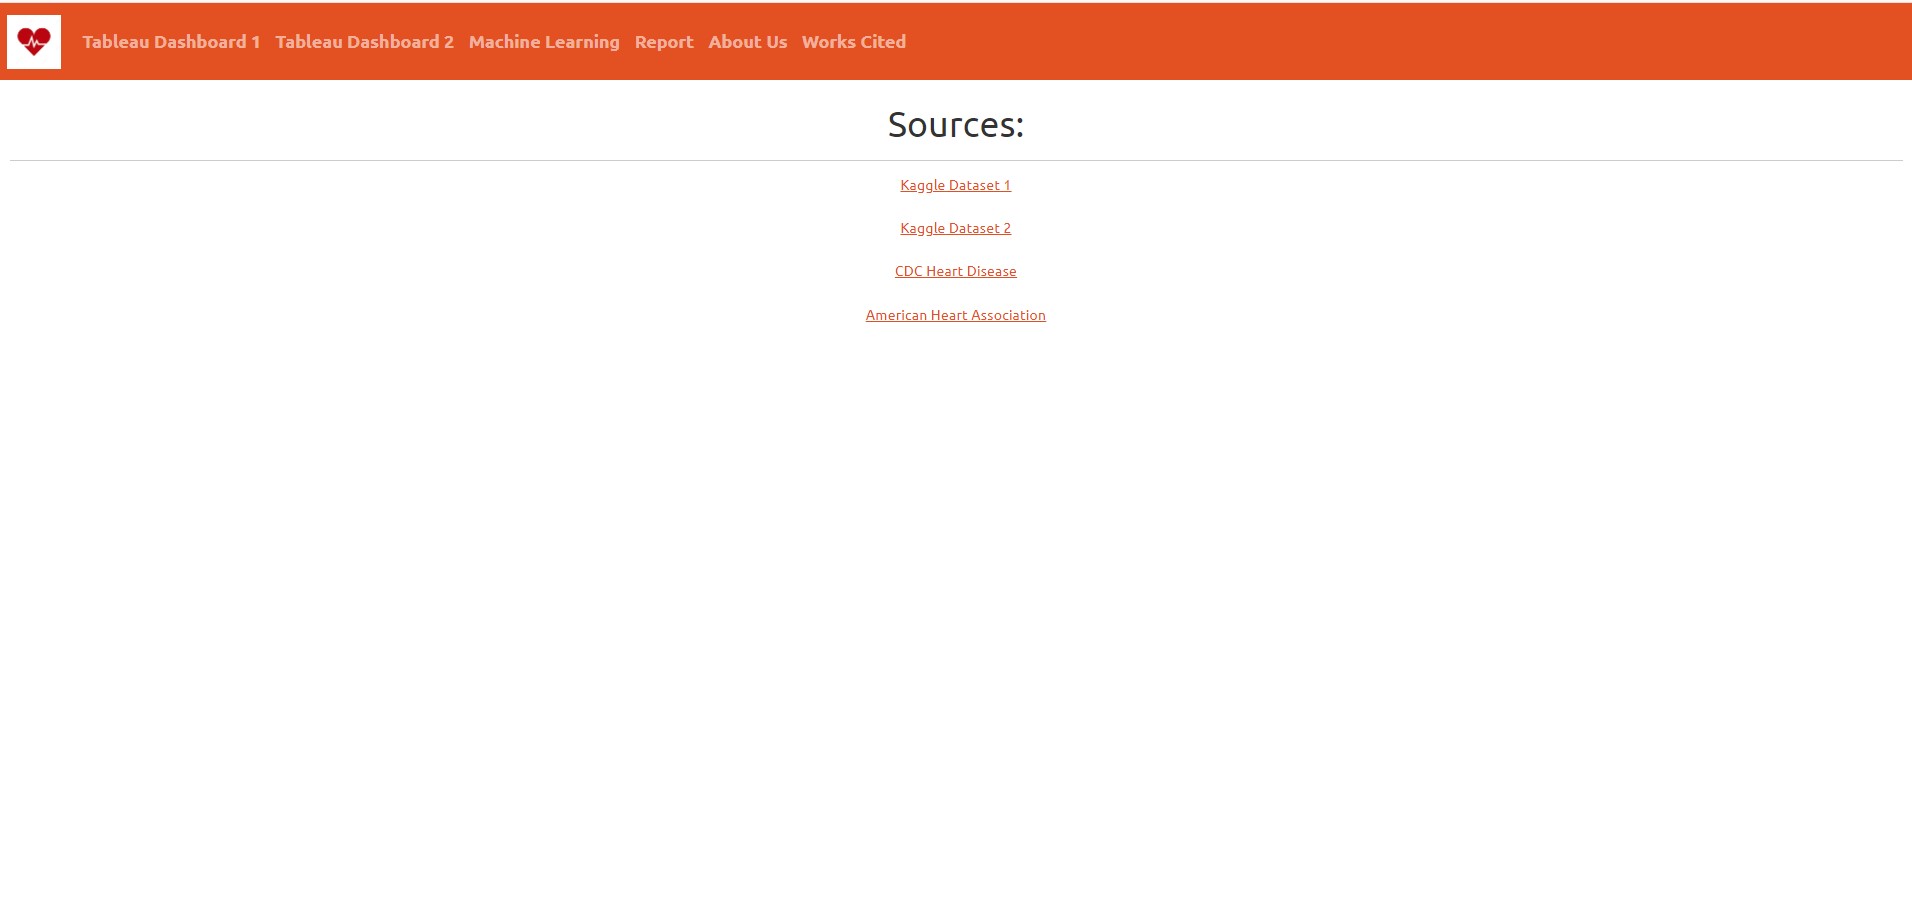 Tableau Dashboard 1 Tableau Dashboard 2 Machine Learning Report About Us Works Cited
Sources:
Kaggle Dataset 1
Kaggle Dataset 2
CDC Heart Disease
American Heart Association